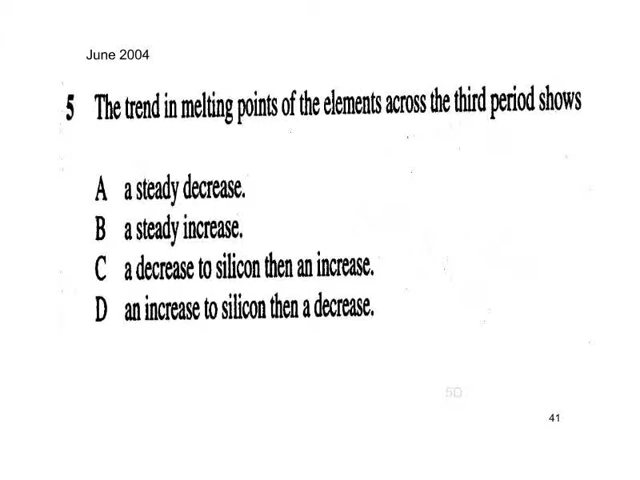 June 2004
5 The trend in melting points of the elements across the third period shows
A a steady decrease.
B a steady increase.
C a decrease to silicon then an increase.
D an increase to silicon then a decrease.
5D
41